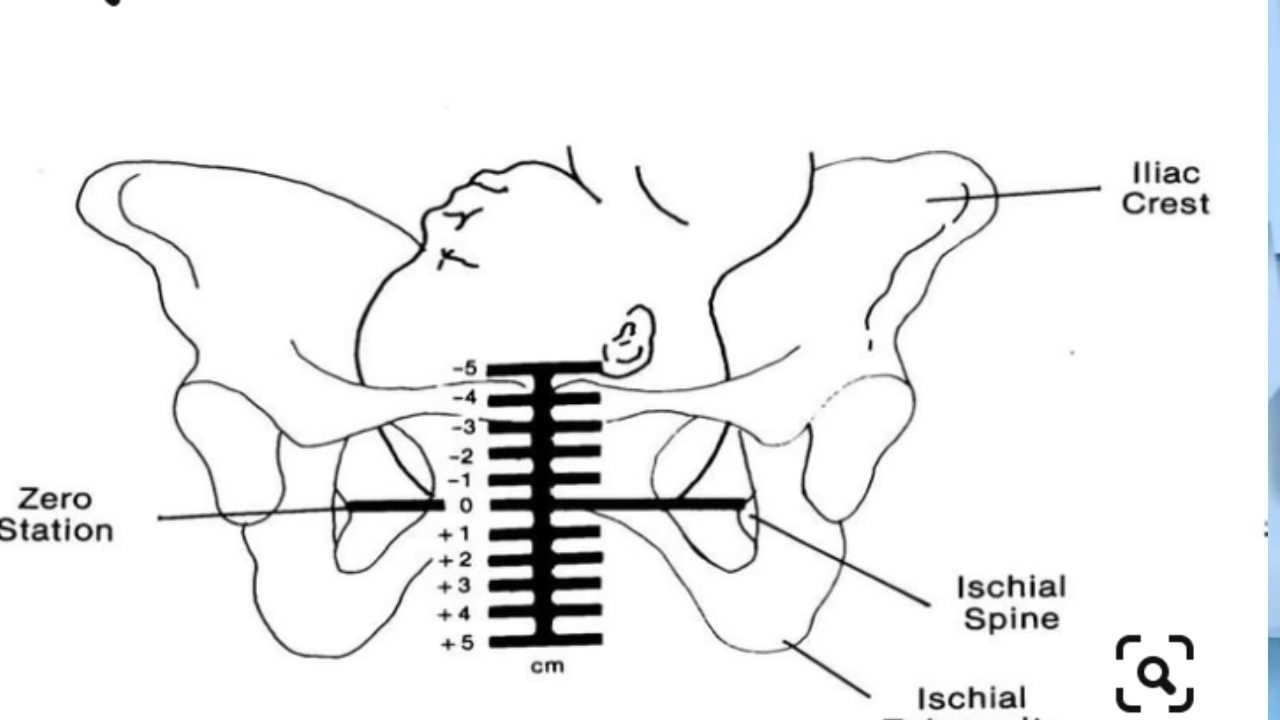 Iliac
Crest
-5
-4
-3
-2
-1
Zero
Station
0
+1
+2
+3
+4
+5
cm
Ischial
Spine
Ischial